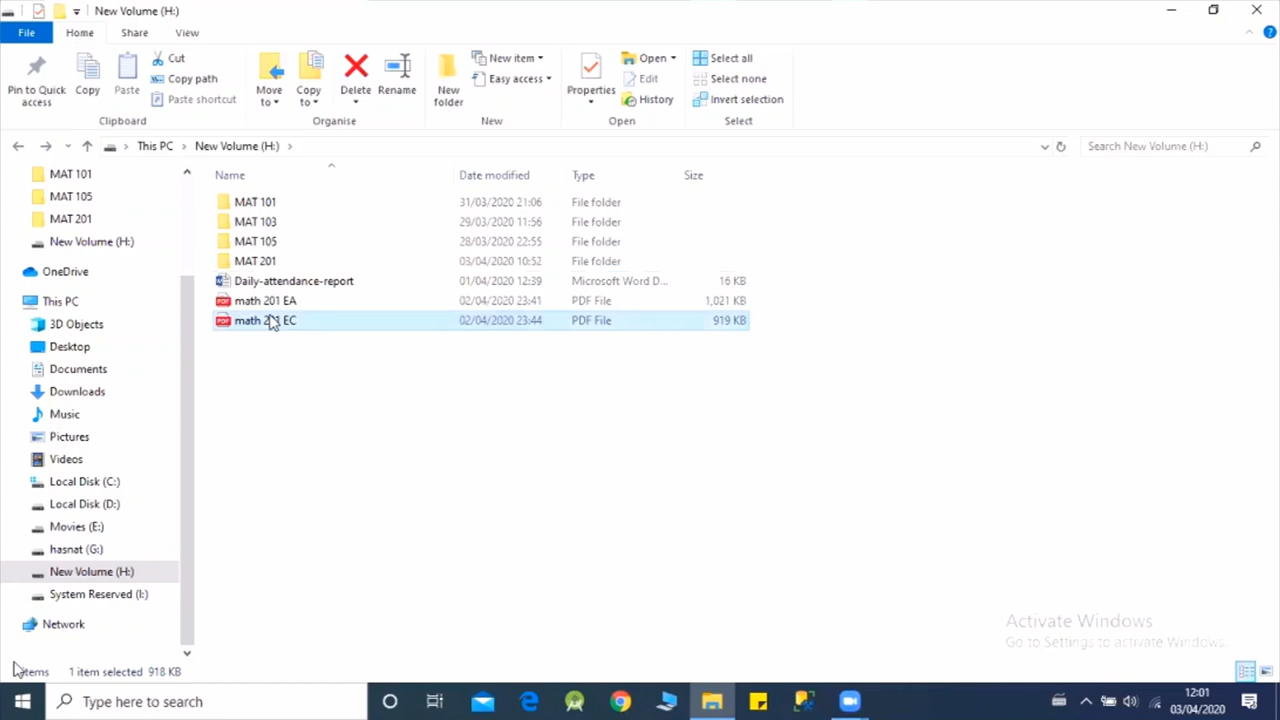 New Volume (H:)
File Home Share View
Pin to Quick access
Copy
Paste
Cut
Copy path
Paste shortcut
Clipboard
Move to
Copy to
Delete
Rename
Organise
New folder
New item
Easy access
New
Properties
Open
Edit
History
Open
Select all
Select none
Invert selection
Select
This PC > New Volume (H:) >
Search New Volume (H:)
MAT 101
MAT 105
MAT 201
New Volume (H:)
OneDrive
This PC
3D Objects
Desktop
Documents
Downloads
Music
Pictures
Videos
Local Disk (C:)
Local Disk (D:)
Movies (E:)
hasnat (G:)
New Volume (H:)
System Reserved (I:)
Network
Name Date modified Type Size
MAT 101 31/03/2020 21:06 File folder
MAT 103 29/03/2020 11:56 File folder
MAT 105 28/03/2020 22:55 File folder
MAT 201 03/04/2020 10:52 File folder
Daily-attendance-report 01/04/2020 12:39 Microsoft Word D... 16 KB
math 201 EA 02/04/2020 23:41 PDF File 1,021 KB
math EC 02/04/2020 23:44 PDF File 919 KB
Activate Windows
Go to Settings to activate Windows.
items 1 item selected 918 KB
Type here to search
12:01
03/04/2020